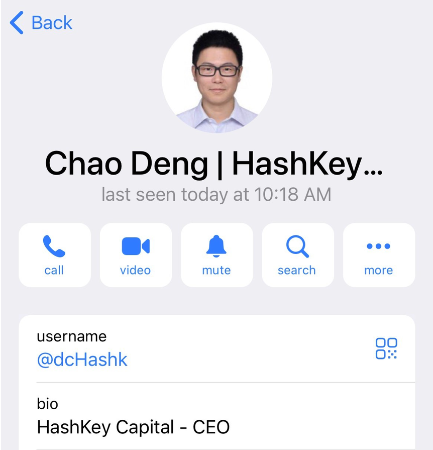 Back
Chao Deng | HashKey...
last seen today at 10:18 AM
call video mute search more
username
@dcHashk
bio
HashKey Capital - CEO